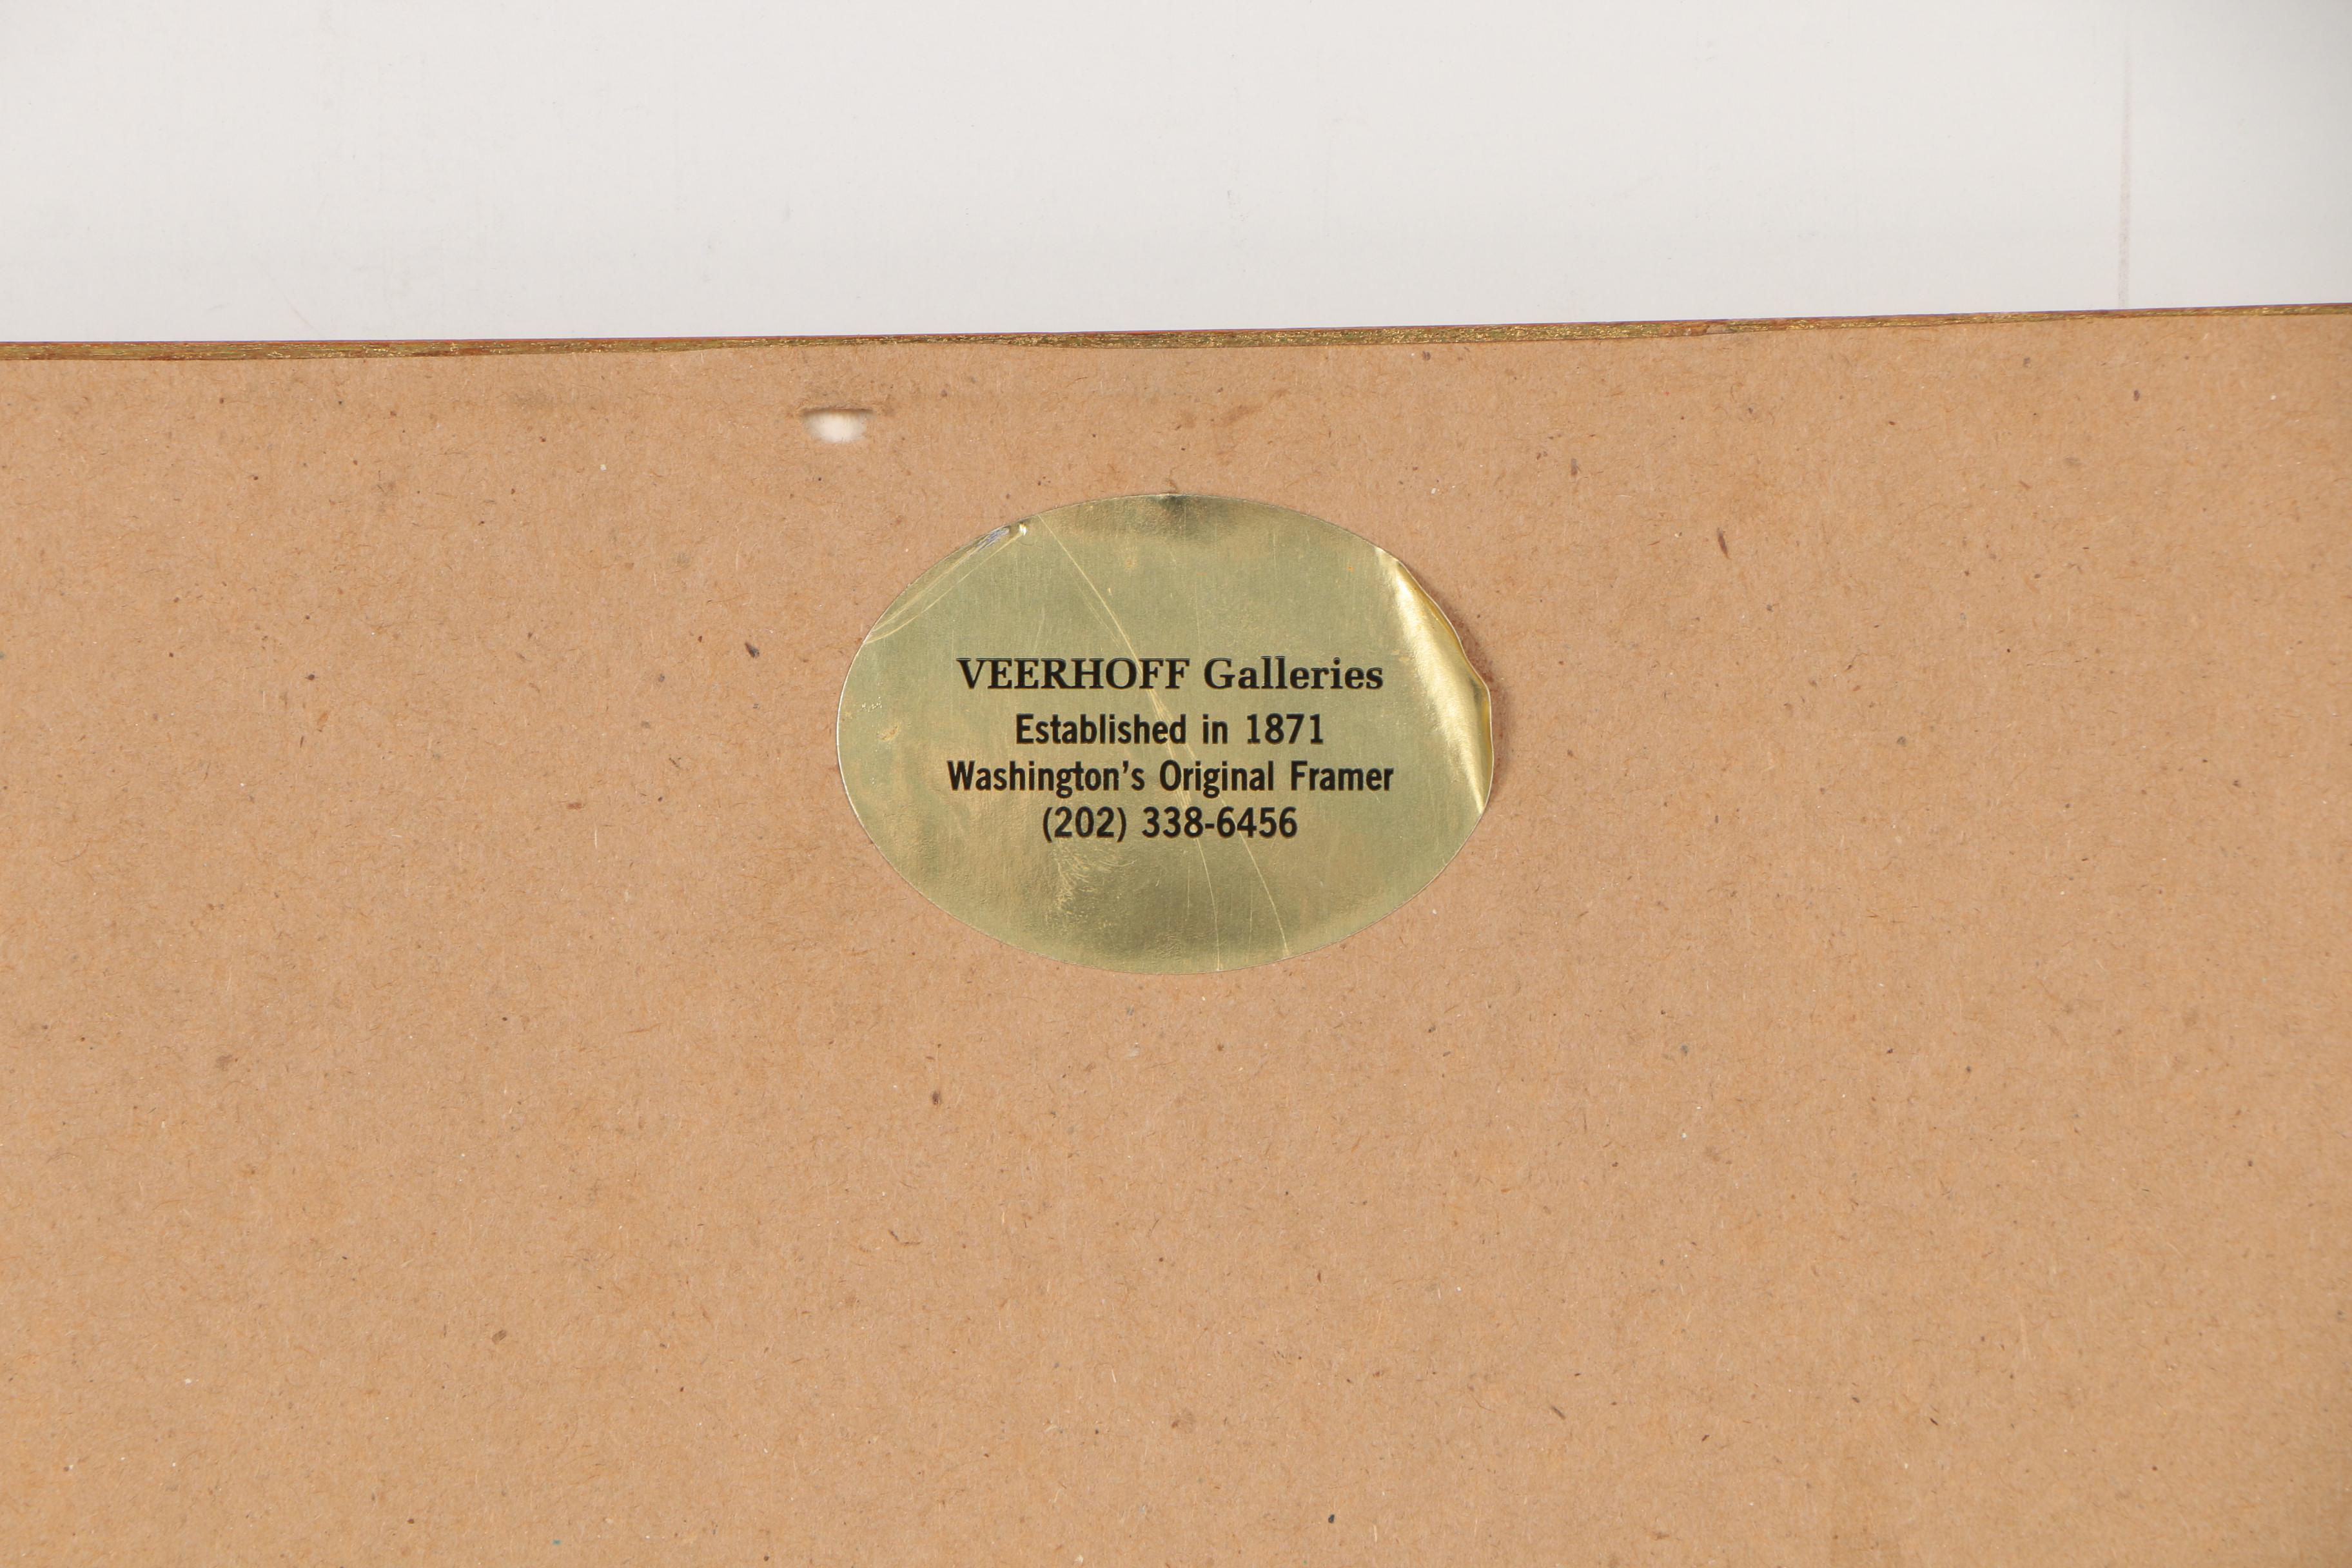 VEERHOFF Galleries
Established in 1871
Washington's Original Framer
(202) 338-6456